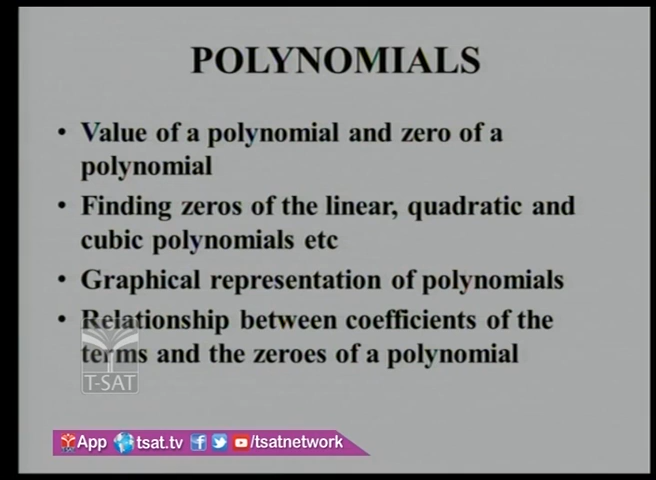 POLYNOMIALS
• Value of a polynomial and zero of a
polynomial
• Finding zeros of the linear, quadratic and
cubic polynomials etc
• Graphical representation of polynomials
• Relationship between coefficients of the
terms and the zeroes of a polynomial
T-SAT
App tsat.tv /tsatnetwork